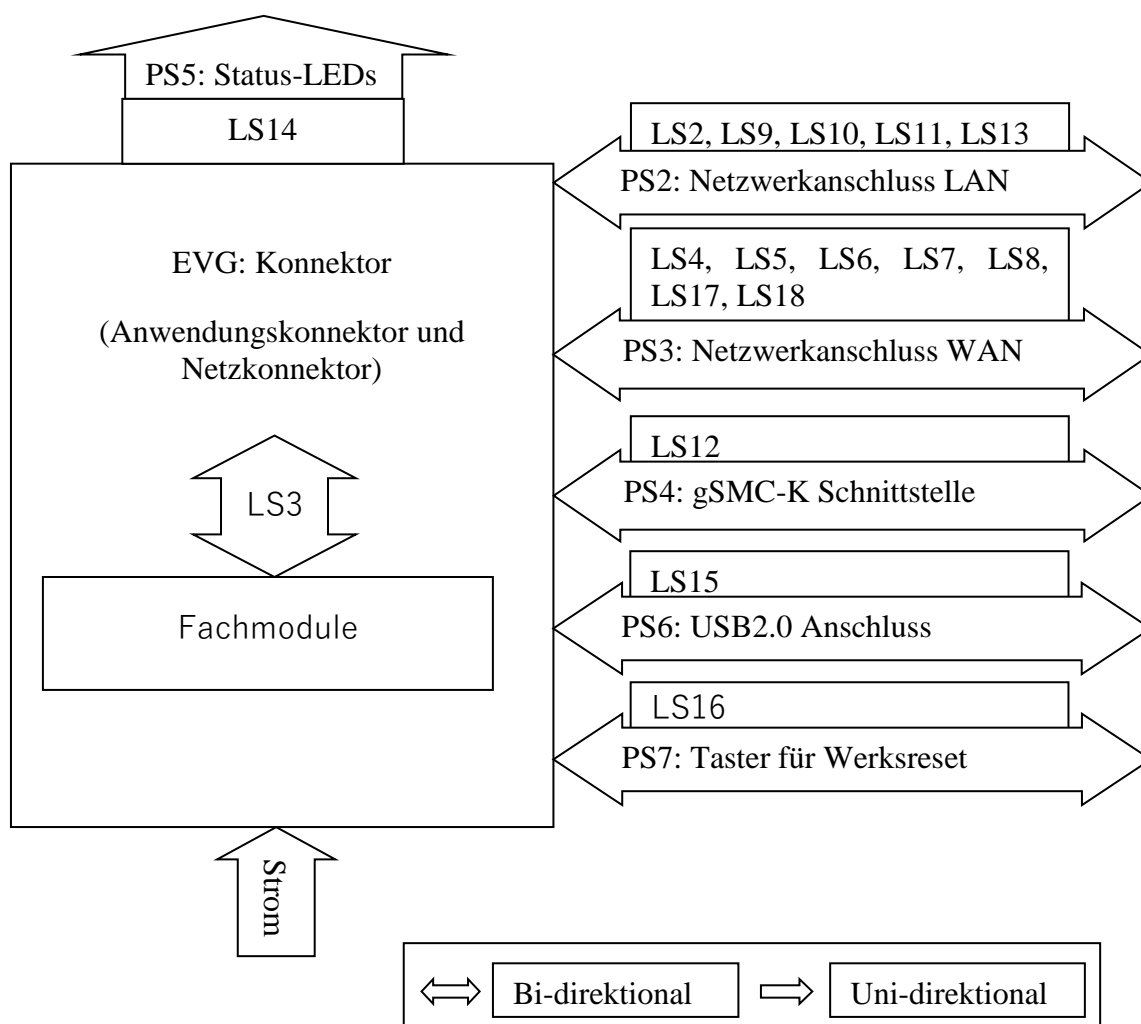 PS5: Status-LEDs
LS14
LS2, LS9, LS10, LS11, LS13
PS2: Netzwerkanschluss LAN
EVG: Konnektor
(Anwendungskonnektor und
Netzkonnektor)
LS4, LS5, LS6, LS7, LS8,
LS17, LS18
PS3: Netzwerkanschluss WAN
LS12
PS4: gSMC-K Schnittstelle
LS3
LS15
PS6: USB2.0 Anschluss
Fachmodule
LS16
PS7: Taster für Werksreset
Strom
Bi-direktional
Uni-direktional